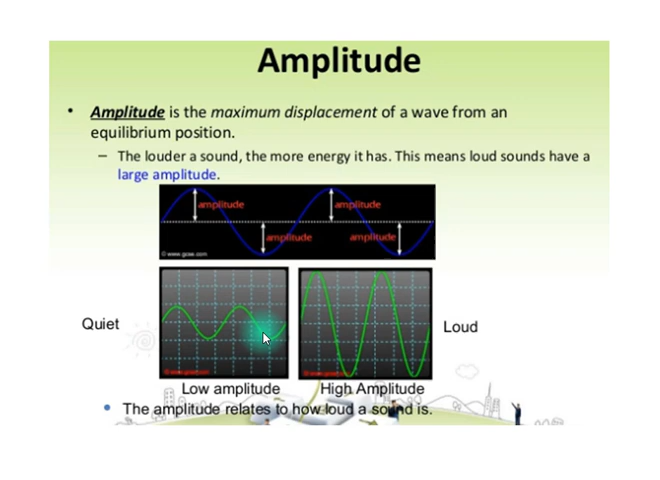 Amplitude
• Amplitude is the maximum displacement of a wave from an
equilibrium position.
– The louder a sound, the more energy it has. This means loud sounds have a
large amplitude.
amplitude
amplitude
amplitude
amplitude
© www.gcse.com
Quiet
Loud
Low amplitude
High Amplitude
• The amplitude relates to how loud a sound is.